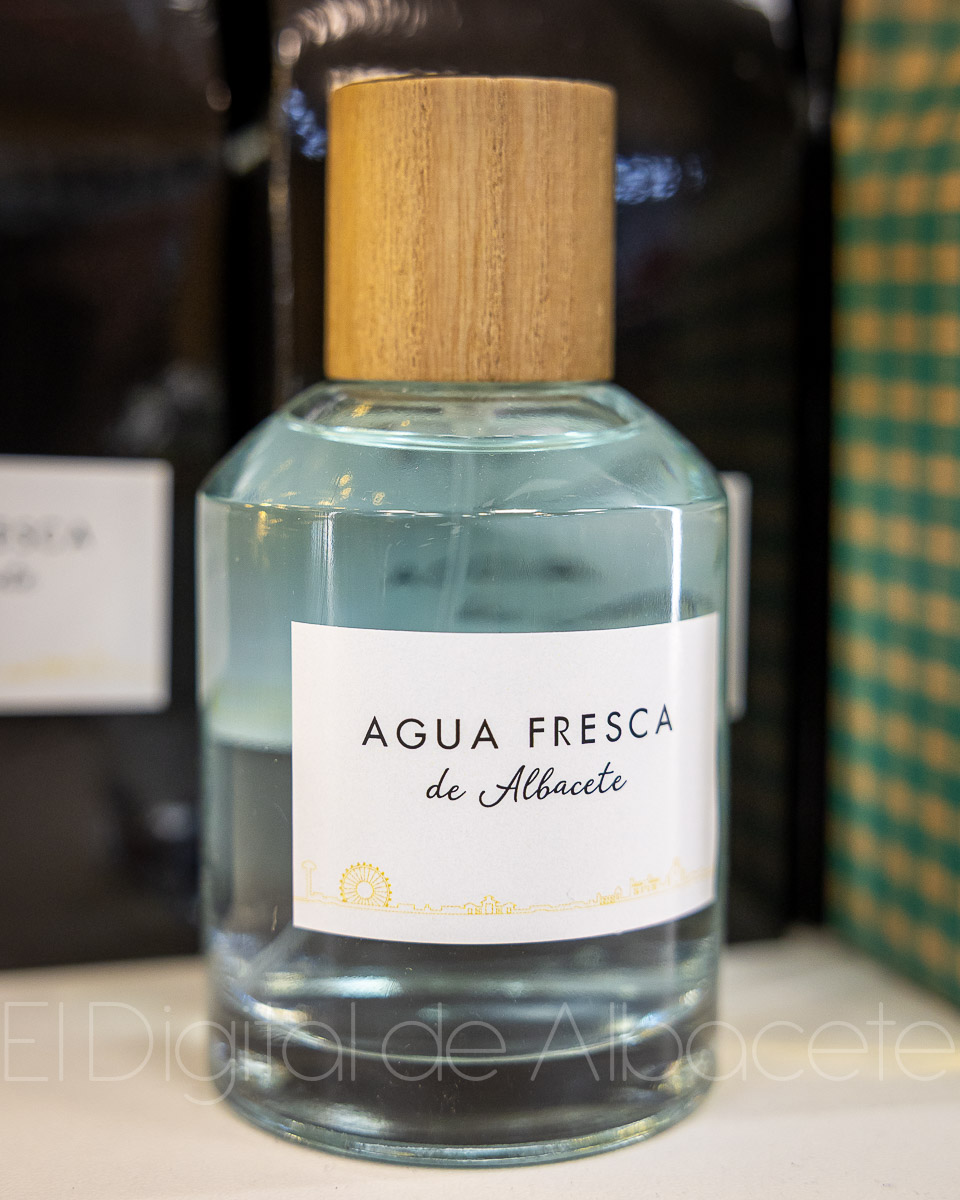 AGUA FRESCA
de Albacete
El Digital de Albacete